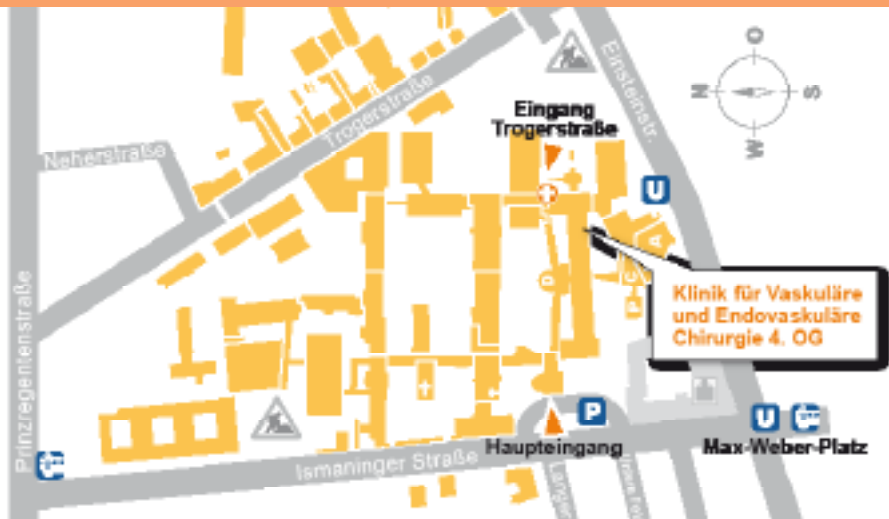 O
N
S
W
Einsteinstr.
Eingang
Trogerstraße
Trogerstraße
Neherstraße
U
A
C
D
Klinik für Vaskuläre
und Endovaskuläre
Chirurgie 4. OG
Prinzregentenstraße
P
U
Haupteingang
Max-Weber-Platz
Ismaninger Straße
Langer